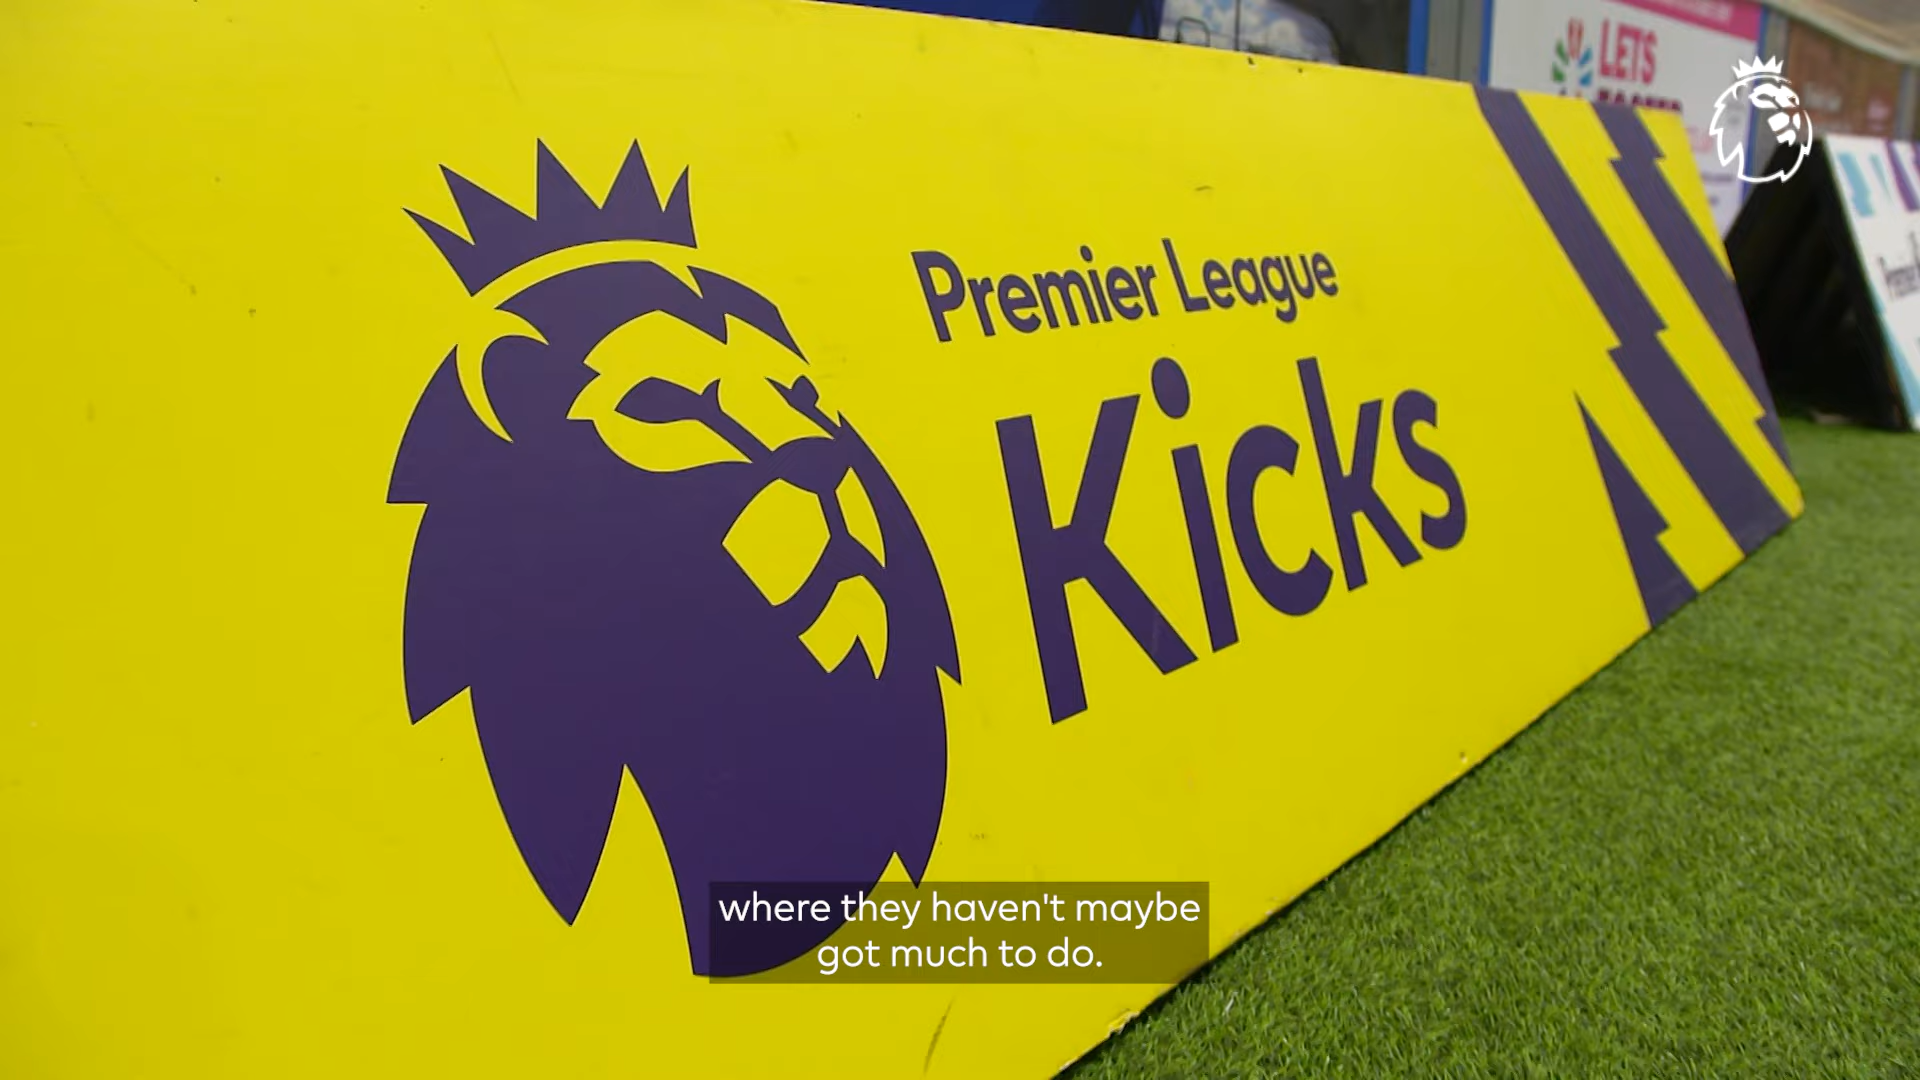 LETS
Premier League
Kicks
where they haven't maybe
got much to do.